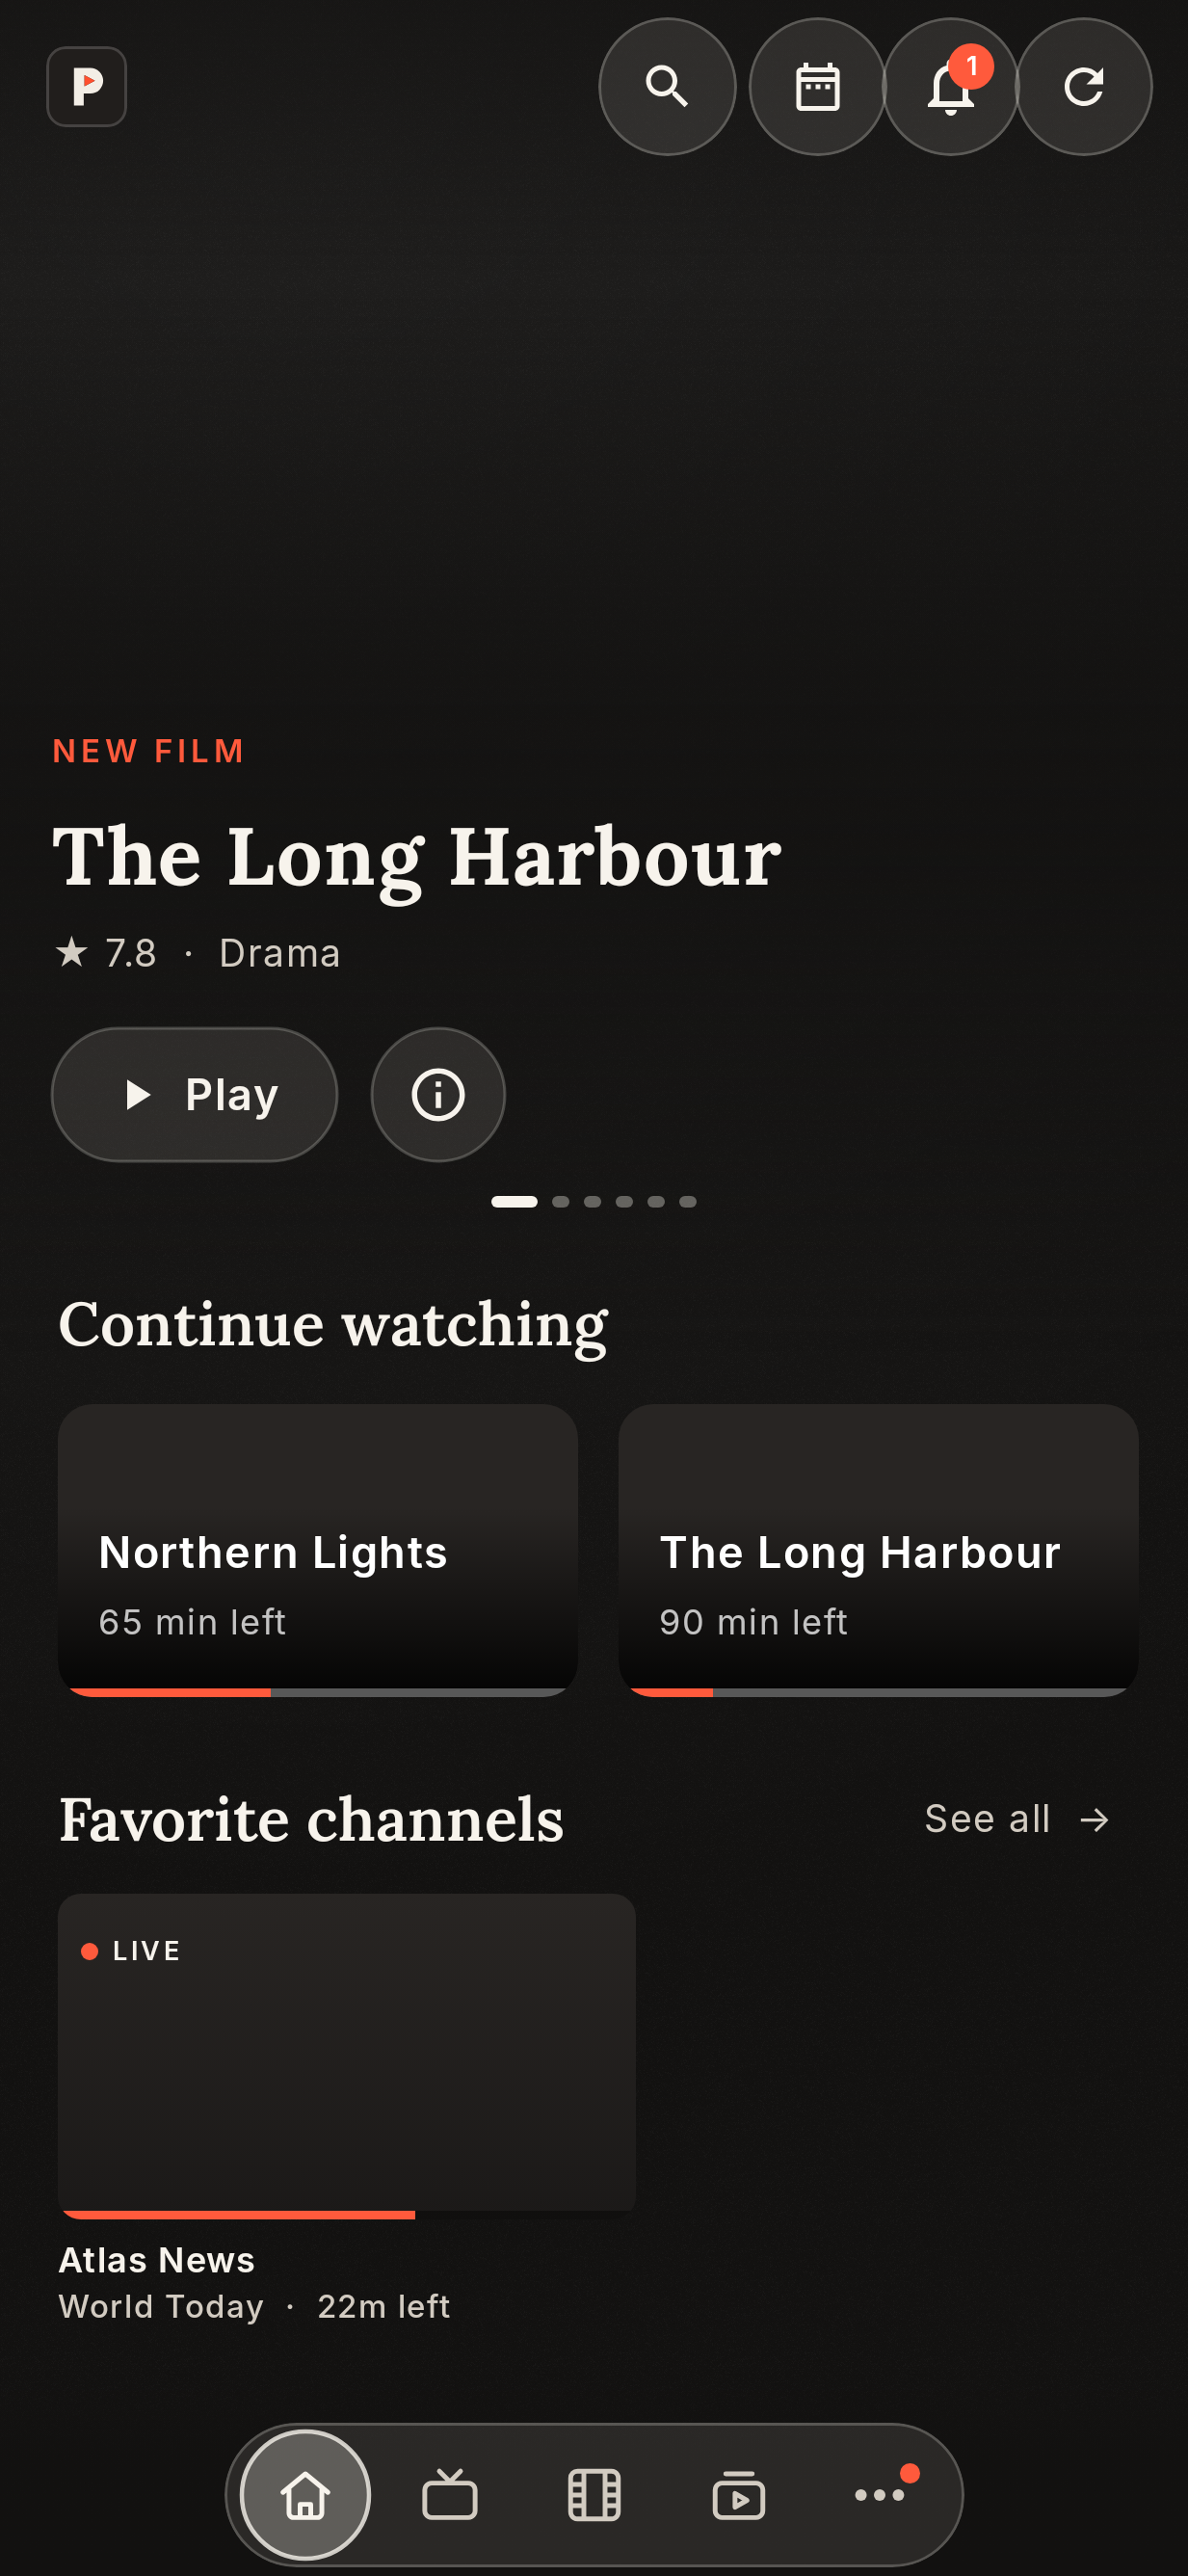 P
1
NEW FILM
The Long Harbour
★ 7.8 · Drama
Play
Continue watching
Northern Lights
65 min left
The Long Harbour
90 min left
Favorite channels
See all →
LIVE
Atlas News
World Today · 22m left